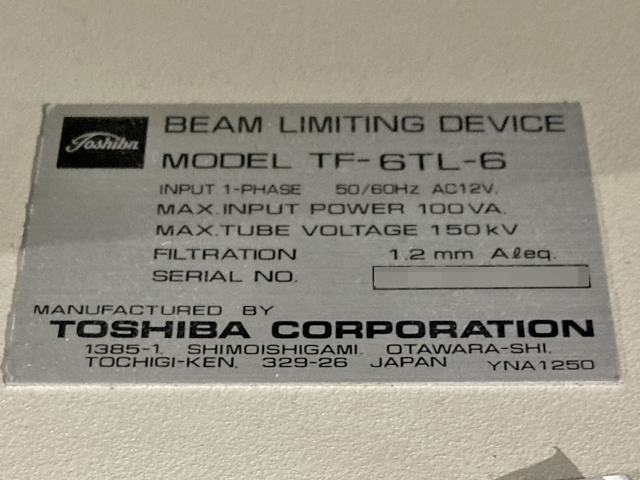 Toshiba
BEAM LIMITING DEVICE
MODEL TF-6TL-6
INPUT 1-PHASE 50/60Hz AC12V.
MAX.INPUT POWER 100VA.
MAX.TUBE VOLTAGE 150kV
FILTRATION 1.2 mm Aℓeq.
SERIAL NO.
MANUFACTURED BY
TOSHIBA CORPORATION
1385-1. SHIMOISHIGAMI. OTAWARA-SHI.
TOCHIGI-KEN. 329-26 JAPAN YNA1250